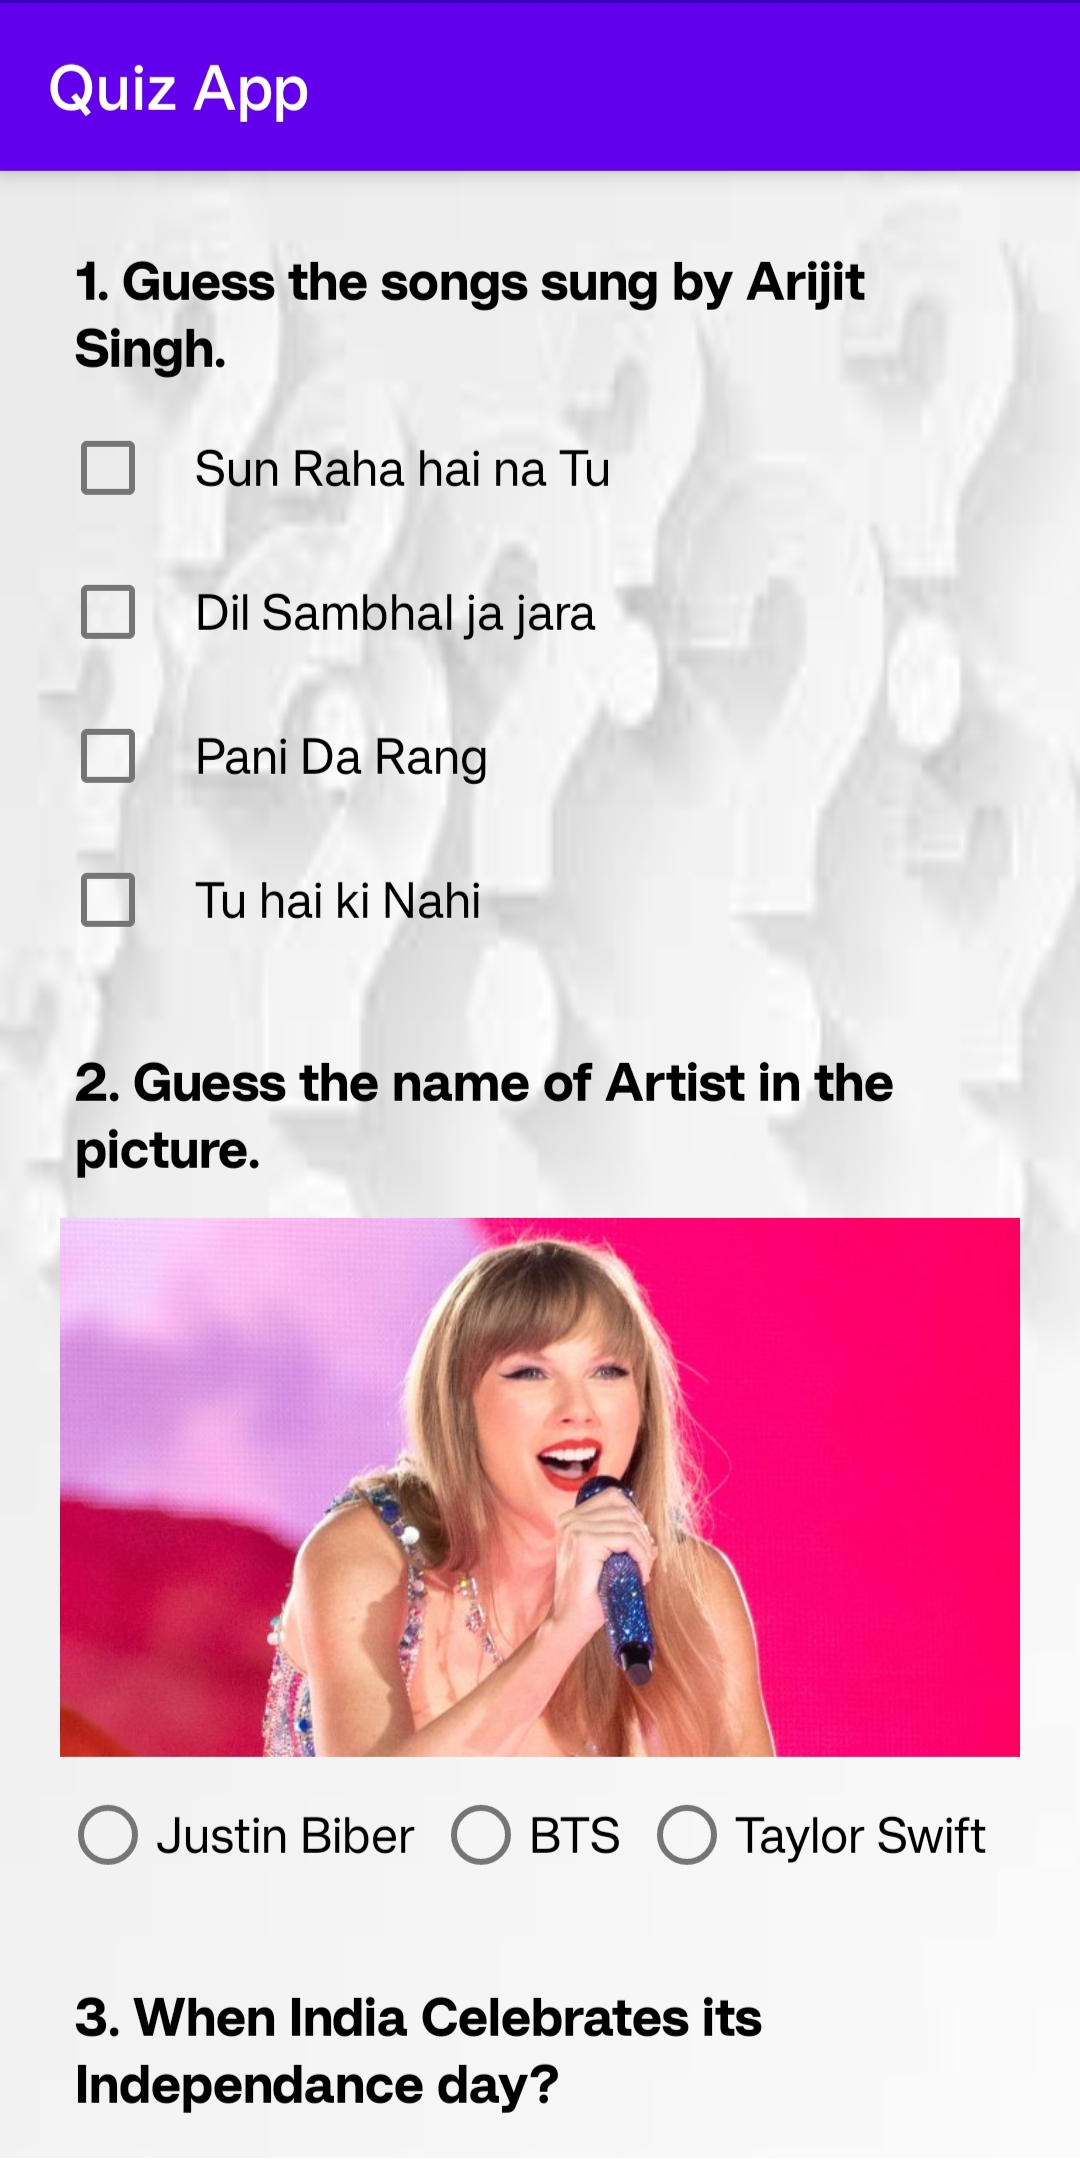 Quiz App
1. Guess the songs sung by Arijit
Singh.
Sun Raha hai na Tu
Dil Sambhal ja jara
Pani Da Rang
Tu hai ki Nahi
2. Guess the name of Artist in the
picture.
Justin Biber BTS Taylor Swift
3. When India Celebrates its
Independance day?